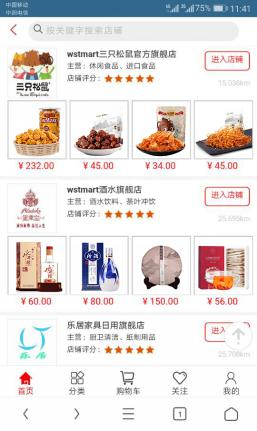 中国移动
中国电信
75% 11:41
按关键字搜索店铺
wstmart三只松鼠官方旗舰店
进入店铺
主营：休闲食品、进口食品
三只松鼠
店铺评分：
15.036km
¥ 232.00 ¥ 45.00 ¥ 34.00 ¥ 45.00
wstmart酒水旗舰店
进入店铺
主营：酒水饮料、茶叶冲饮
店铺评分：
25.695km
¥ 60.00 ¥ 80.00 ¥ 150.00 ¥ 56.00
乐居家具日用旗舰店
进入店铺
主营：厨卫清洁、纸制用品
乐居
店铺评分：
25.708km
首页 分类 购物车 关注 我的
1